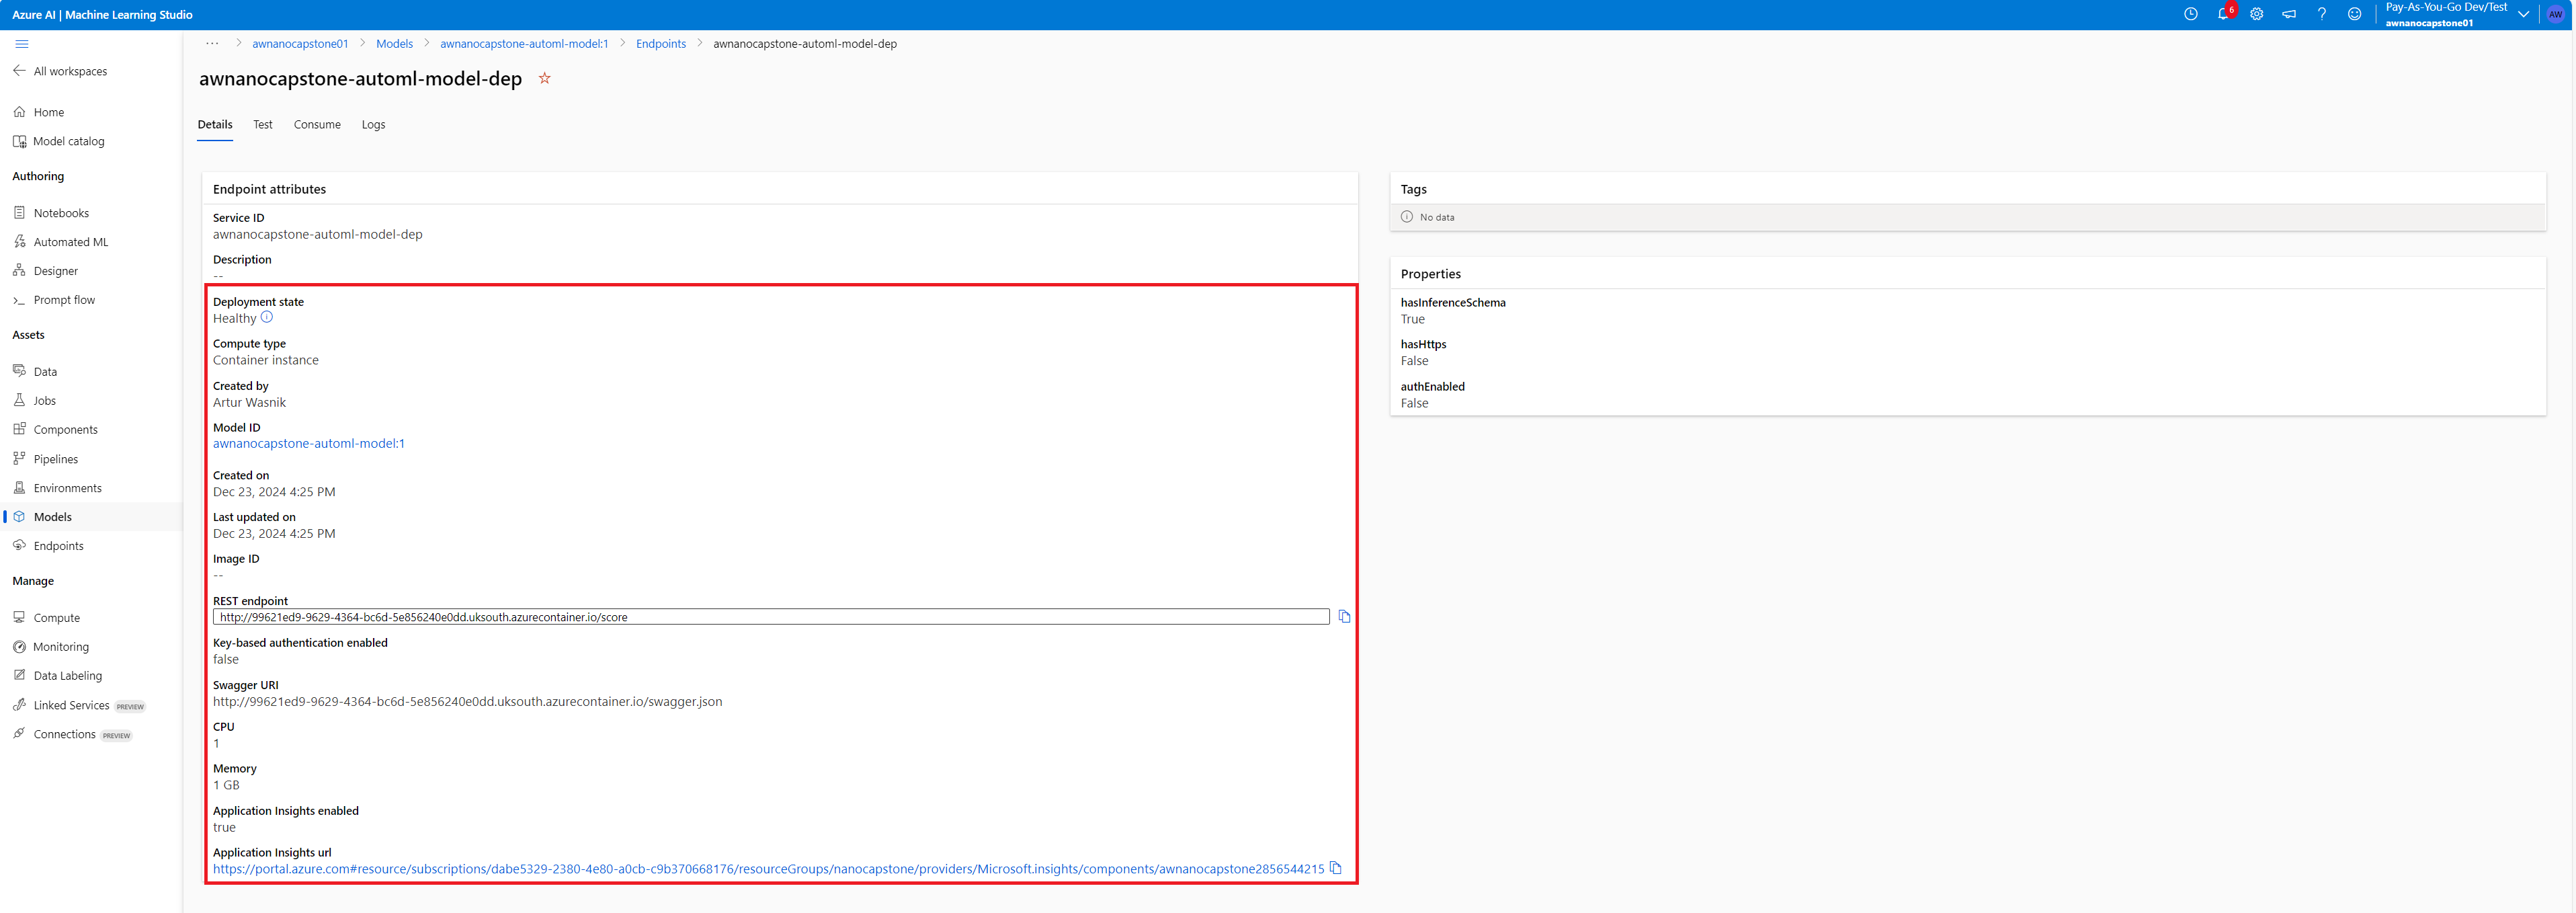 Azure AI | Machine Learning Studio
6
Pay-As-You-Go Dev/Test
awnanocapstone01
AW
All workspaces
Home
Model catalog
Authoring
Notebooks
Automated ML
Designer
Prompt flow
Assets
Data
Jobs
Components
Pipelines
Environments
Models
Endpoints
Manage
Compute
Monitoring
Data Labeling
Linked Services PREVIEW
Connections PREVIEW
··· > awnanocapstone01 > Models > awnanocapstone-automl-model:1 > Endpoints > awnanocapstone-automl-model-dep
awnanocapstone-automl-model-dep
Details Test Consume Logs
Endpoint attributes
Service ID
awnanocapstone-automl-model-dep
Description
--
Deployment state
Healthy
Compute type
Container instance
Created by
Artur Wasnik
Model ID
awnanocapstone-automl-model:1
Created on
Dec 23, 2024 4:25 PM
Last updated on
Dec 23, 2024 4:25 PM
Image ID
--
REST endpoint
http://99621ed9-9629-4364-bc6d-5e856240e0dd.uksouth.azurecontainer.io/score
Key-based authentication enabled
false
Swagger URI
http://99621ed9-9629-4364-bc6d-5e856240e0dd.uksouth.azurecontainer.io/swagger.json
CPU
1
Memory
1 GB
Application Insights enabled
true
Application Insights url
https://portal.azure.com#resource/subscriptions/dabe5329-2380-4e80-a0cb-c9b370668176/resourceGroups/nanocapstone/providers/Microsoft.insights/components/awnanocapstone2856544215
Tags
No data
Properties
hasInferenceSchema
True
hasHttps
False
authEnabled
False